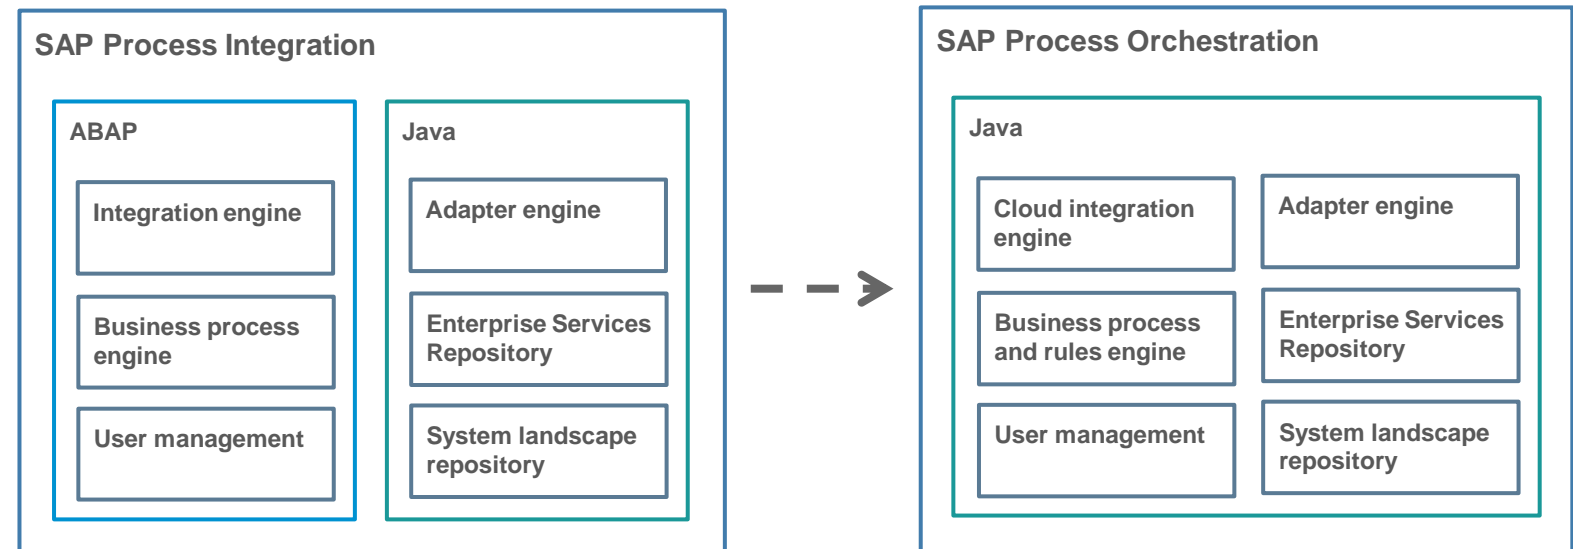 SAP Process Integration
ABAP
Integration engine
Business process
engine
User management
Java
Adapter engine
Enterprise Services
Repository
System landscape
repository
SAP Process Orchestration
Java
Cloud integration
engine
Business process
and rules engine
User management
Adapter engine
Enterprise Services
Repository
System landscape
repository